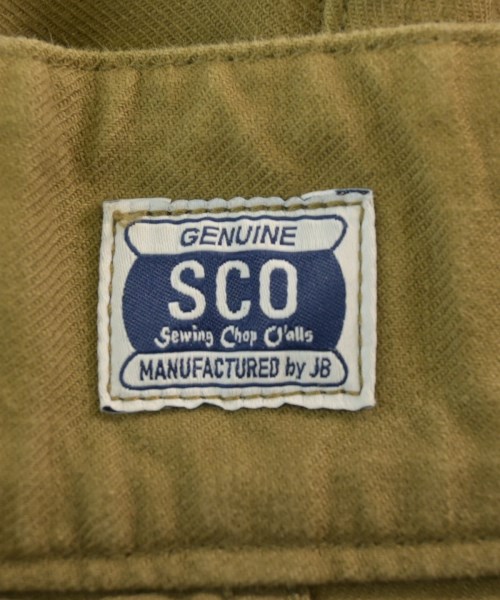 GENUINE
SCO
Sewing Chop O'alls
MANUFACTURED by JB